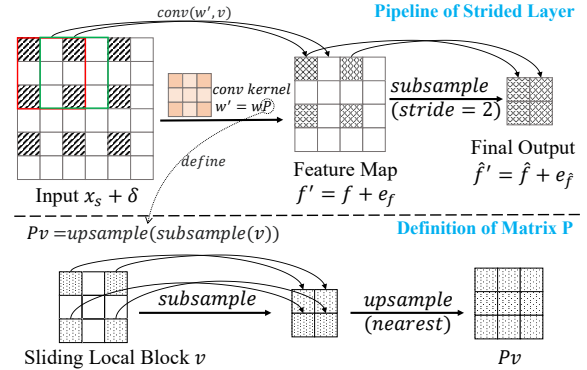 Pipeline of Strided Layer
conv(w′, v)
conv kernel
w′ = wP
subsample
(stride = 2)
define
Input xₛ + δ
Feature Map
f′ = f + e_f
Final Output
f̂′ = f̂ + e_f̂
Definition of Matrix P
Pv =upsample(subsample(v))
subsample
upsample
(nearest)
Sliding Local Block v
Pv